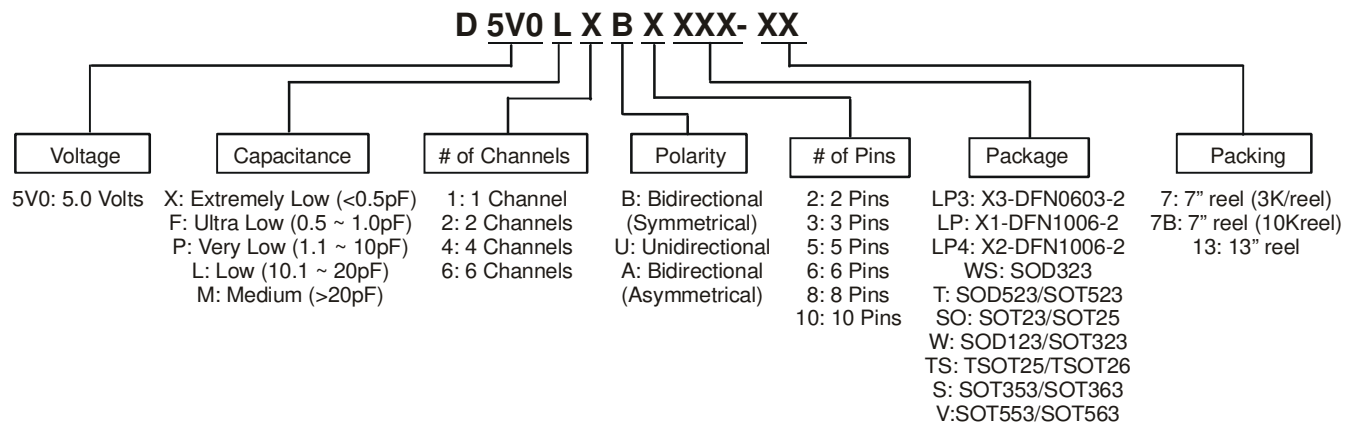 D 5V0 L X B X XXX- XX
Voltage
Capacitance
# of Channels
Polarity
# of Pins
Package
Packing
5V0: 5.0 Volts
X: Extremely Low (<0.5pF)
F: Ultra Low (0.5 ~ 1.0pF)
P: Very Low (1.1 ~ 10pF)
L: Low (10.1 ~ 20pF)
M: Medium (>20pF)
1: 1 Channel
2: 2 Channels
4: 4 Channels
6: 6 Channels
B: Bidirectional
(Symmetrical)
U: Unidirectional
A: Bidirectional
(Asymmetrical)
2: 2 Pins
3: 3 Pins
5: 5 Pins
6: 6 Pins
8: 8 Pins
10: 10 Pins
LP3: X3-DFN0603-2
LP: X1-DFN1006-2
LP4: X2-DFN1006-2
WS: SOD323
T: SOD523/SOT523
SO: SOT23/SOT25
W: SOD123/SOT323
TS: TSOT25/TSOT26
S: SOT353/SOT363
V:SOT553/SOT563
7: 7” reel (3K/reel)
7B: 7” reel (10Kreel)
13: 13” reel